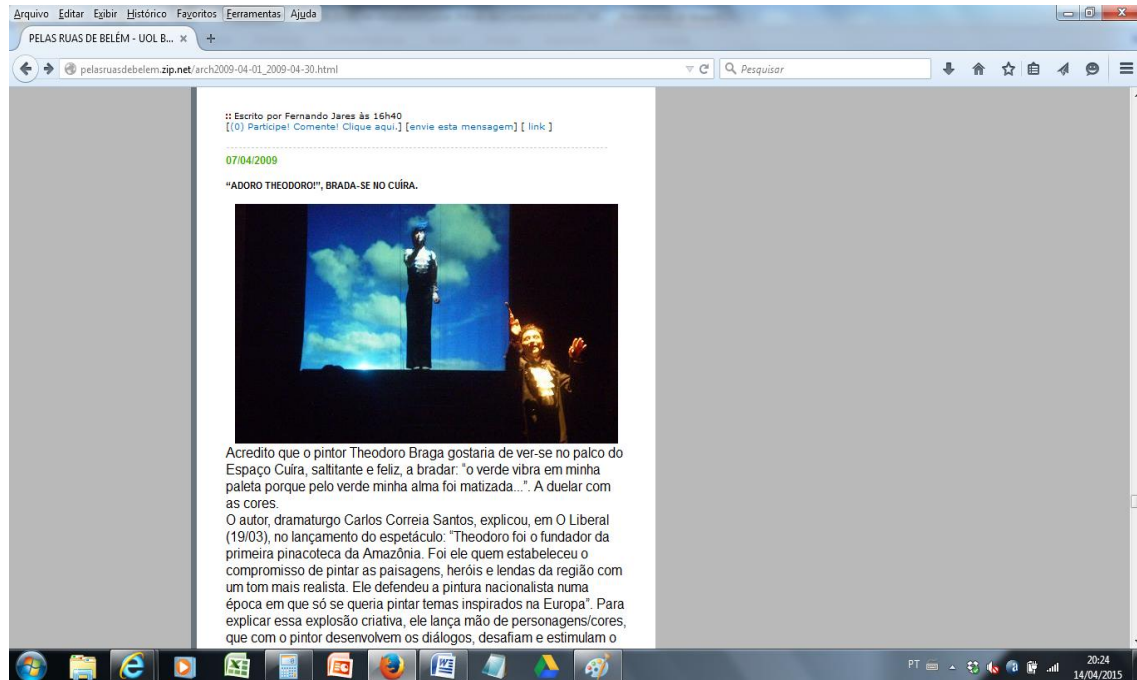 Arquivo Editar Exibir Histórico Favoritos Ferramentas Ajuda
PELAS RUAS DE BELÉM - UOL B... × +
pelasruasdebelem.zip.net/arch2009-04-01_2009-04-30.html
Pesquisar
:: Escrito por Fernando Jares às 16h40
[(0) Participe! Comente! Clique aqui.] [envie esta mensagem] [ link ]
07/04/2009
“ADORO THEODORO!”, BRADA-SE NO CUÍRA.
Acredito que o pintor Theodoro Braga gostaria de ver-se no palco do
Espaço Cuíra, saltitante e feliz, a bradar: “o verde vibra em minha
paleta porque pelo verde minha alma foi matizada...”. A duelar com
as cores.
O autor, dramaturgo Carlos Correia Santos, explicou, em O Liberal
(19/03), no lançamento do espetáculo: “Theodoro foi o fundador da
primeira pinacoteca da Amazônia. Foi ele quem estabeleceu o
compromisso de pintar as paisagens, heróis e lendas da região com
um tom mais realista. Ele defendeu a pintura nacionalista numa
época em que só se queria pintar temas inspirados na Europa”. Para
explicar essa explosão criativa, ele lança mão de personagens/cores,
que com o pintor desenvolvem os diálogos, desafiam e estimulam o
PT
20:24
14/04/2015